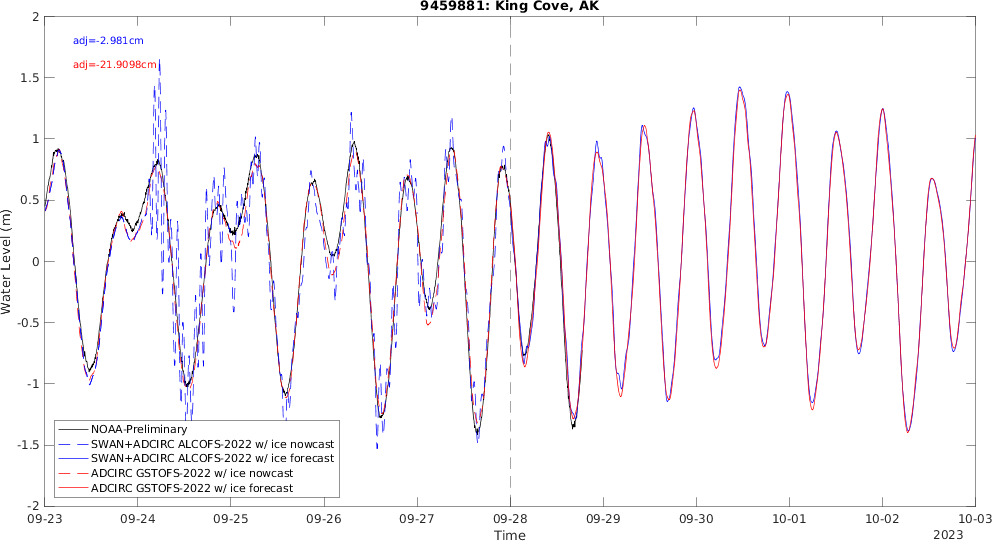 9459881: King Cove, AK
adj=-2.981cm
adj=-21.9098cm
Water Level (m)
2
1.5
1
0.5
0
-0.5
-1
-1.5
-2
NOAA-Preliminary
SWAN+ADCIRC ALCOFS-2022 w/ ice nowcast
SWAN+ADCIRC ALCOFS-2022 w/ ice forecast
ADCIRC GSTOFS-2022 w/ ice nowcast
ADCIRC GSTOFS-2022 w/ ice forecast
09-23 09-24 09-25 09-26 09-27 09-28 09-29 09-30 10-01 10-02 10-03
Time
2023